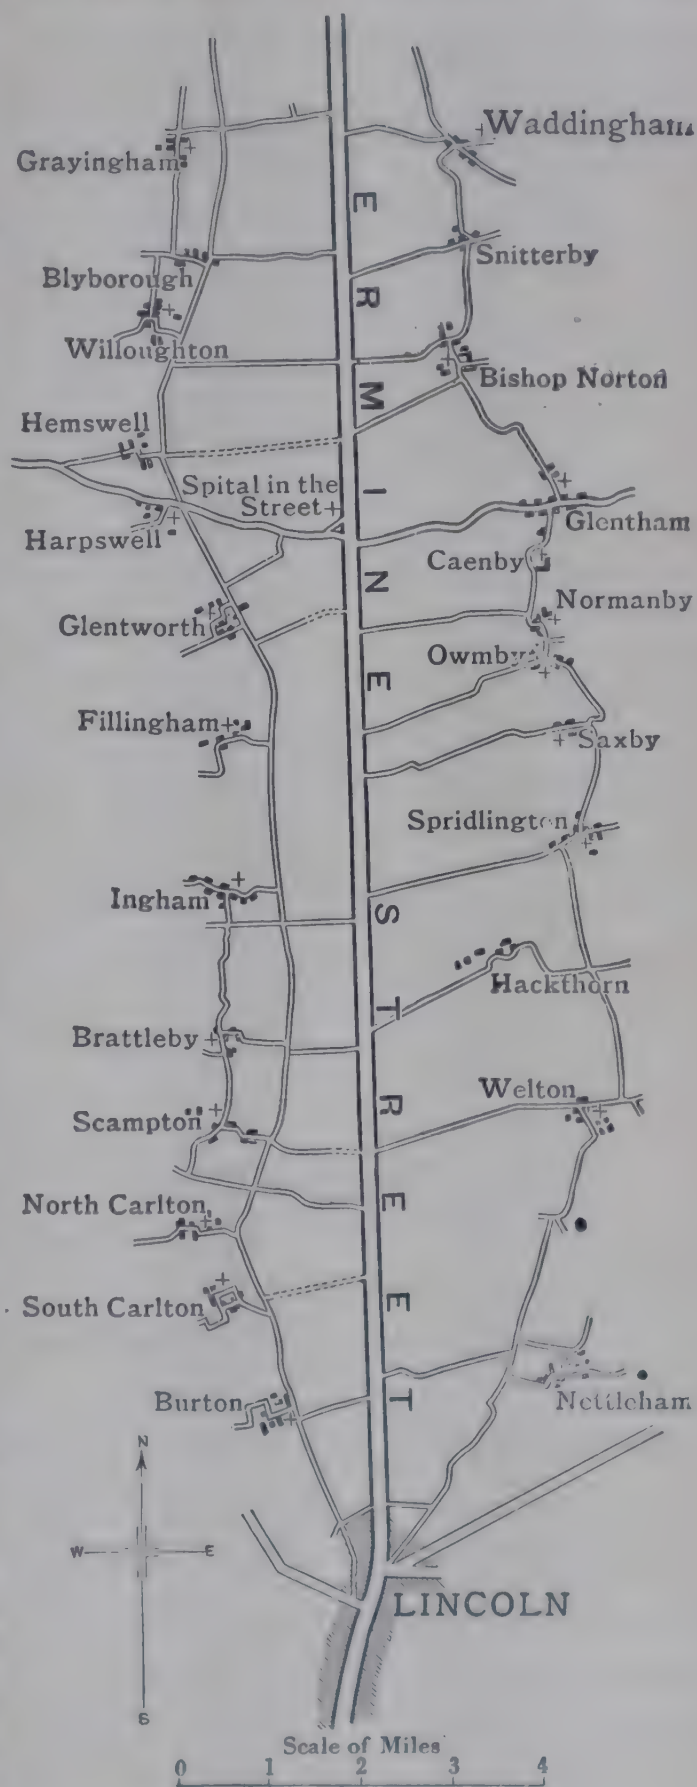 Waddingham
Grayingham
Snitterby
Blyborough
Willoughton
Bishop Norton
Hemswell
Spital in the
Street
Glentham
Harpswell
Caenby
Normanby
Glentworth
Owmby
Fillingham
Saxby
Spridlington
Ingham
Hackthorn
Brattleby
Welton
Scampton
North Carlton
South Carlton
Burton
Nettleham
ERMINE STREET
N
W E
S
LINCOLN
Scale of Miles
0 1 2 3 4